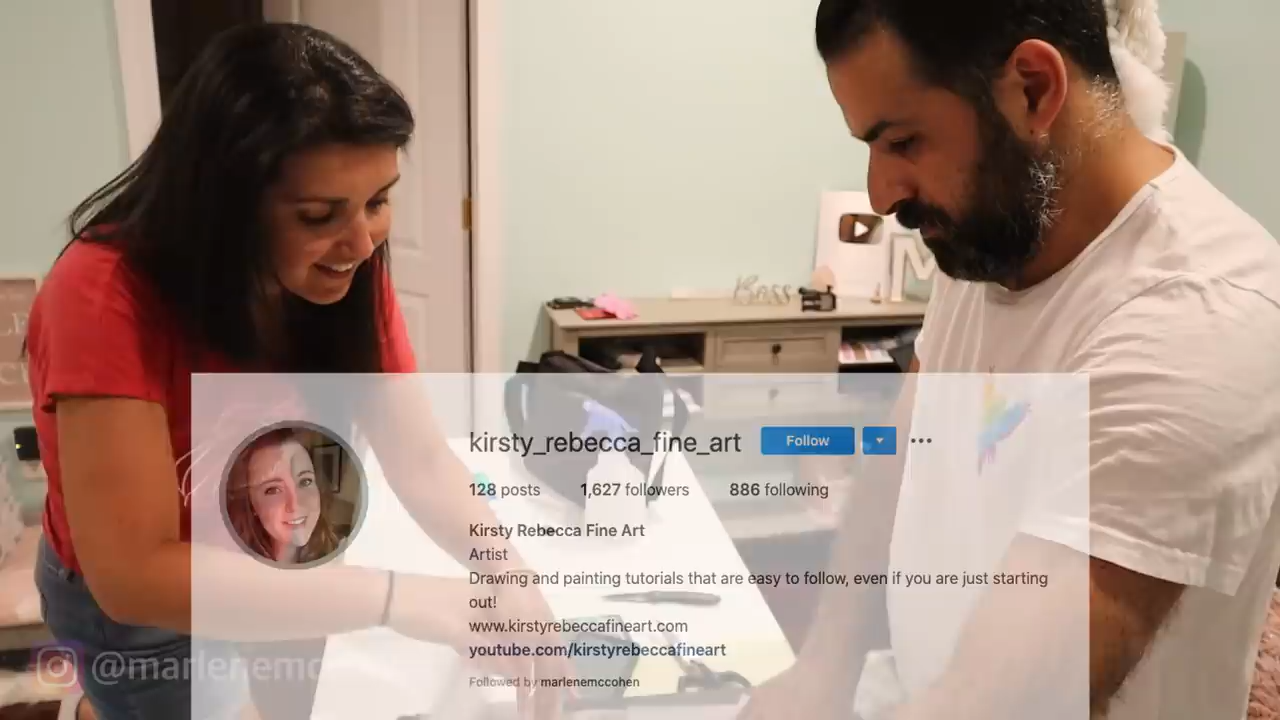 Boss
M
kirsty_rebecca_fine_art Follow
128 posts 1,627 followers 886 following
Kirsty Rebecca Fine Art
Artist
Drawing and painting tutorials that are easy to follow, even if you are just starting
out!
www.kirstyrebeccafineart.com
youtube.com/kirstyrebeccafineart
Followed by marlenemccohen
@marlenemc